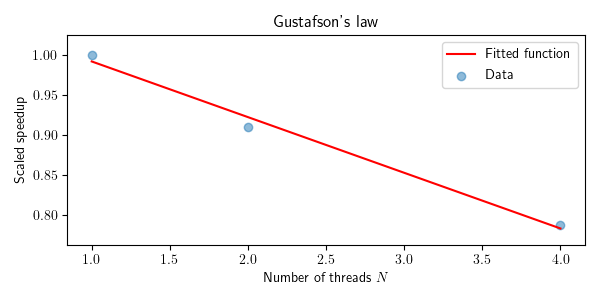 Gustafson's law
Fitted function
Data
Scaled speedup
1.00
0.95
0.90
0.85
0.80
1.0 1.5 2.0 2.5 3.0 3.5 4.0
Number of threads N